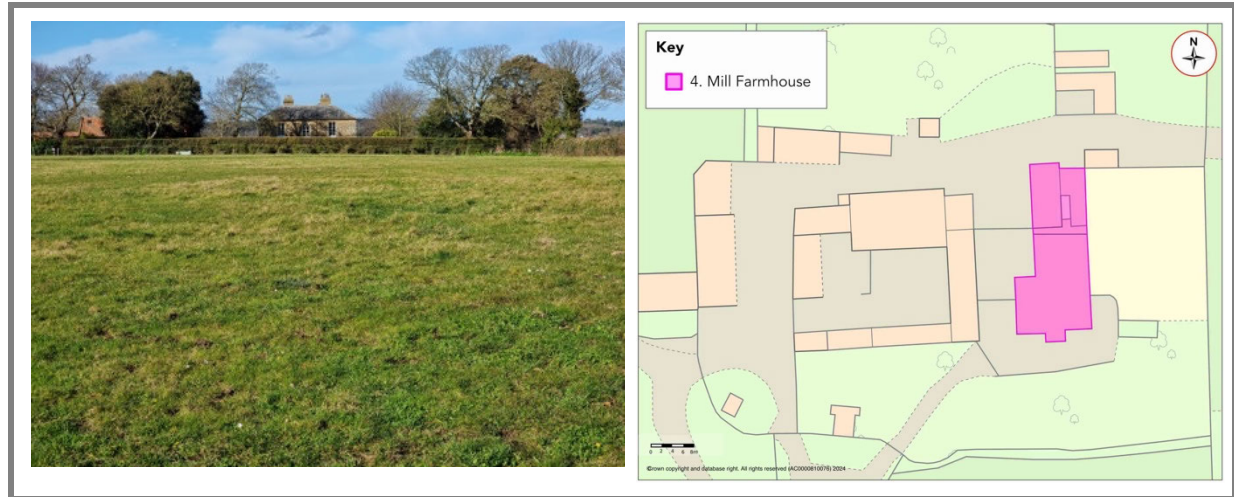 Key
4. Mill Farmhouse
N
0 2 4 6 8m
©rown copyright and database right. All rights reserved (AC0000810076) 2024